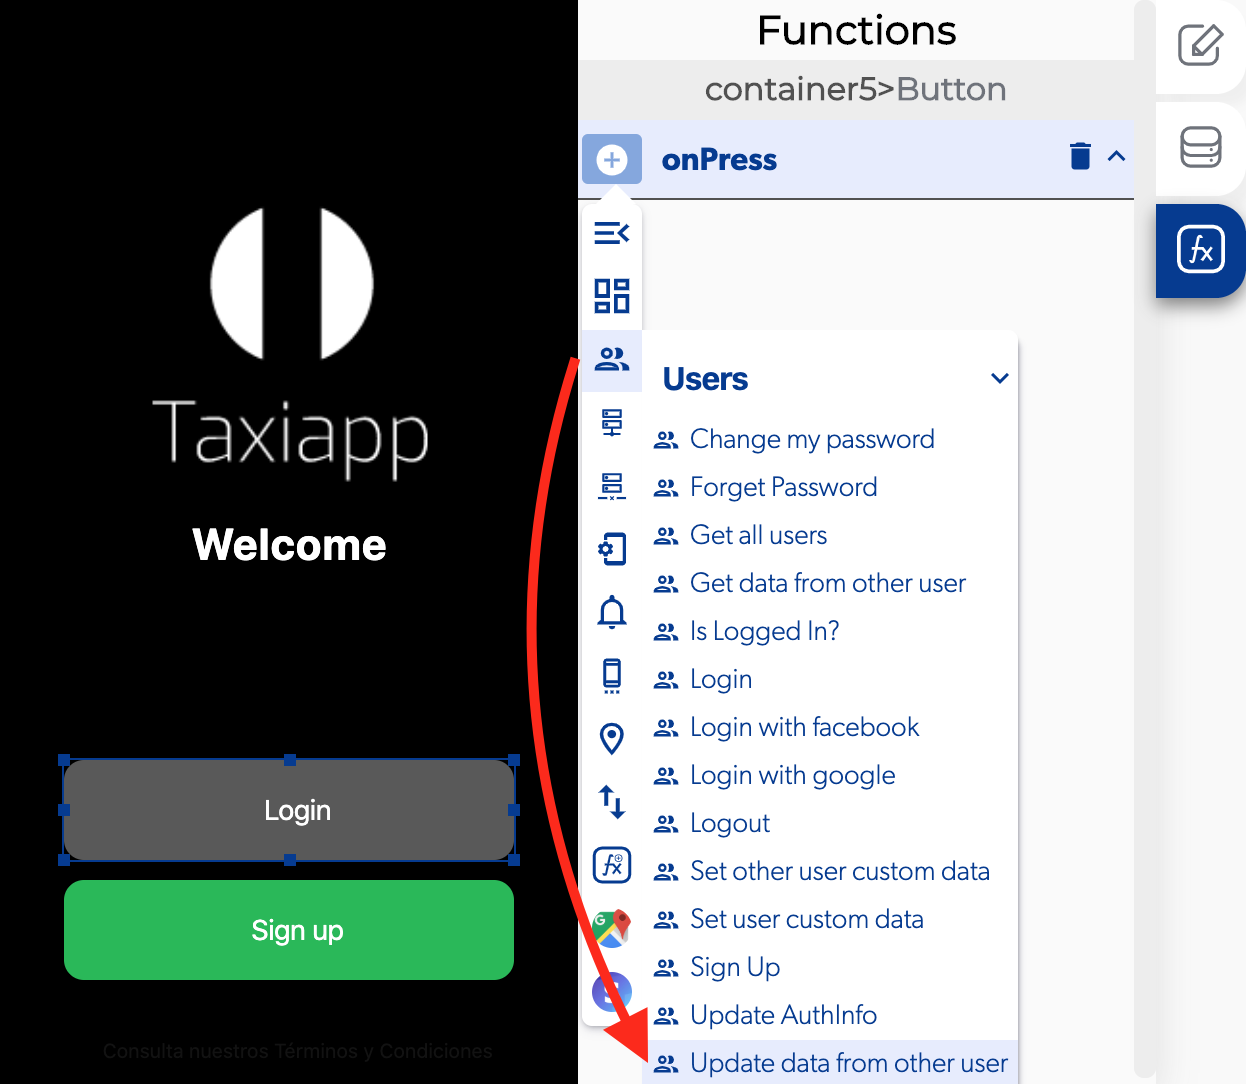 Taxiapp
Welcome
Login
Sign up
Consulta nuestros Términos y Condiciones
Functions
container5>Button
onPress
Users
Change my password
Forget Password
Get all users
Get data from other user
Is Logged In?
Login
Login with facebook
Login with google
Logout
Set other user custom data
Set user custom data
Sign Up
Update AuthInfo
Update data from other user
fx
fx
G
S